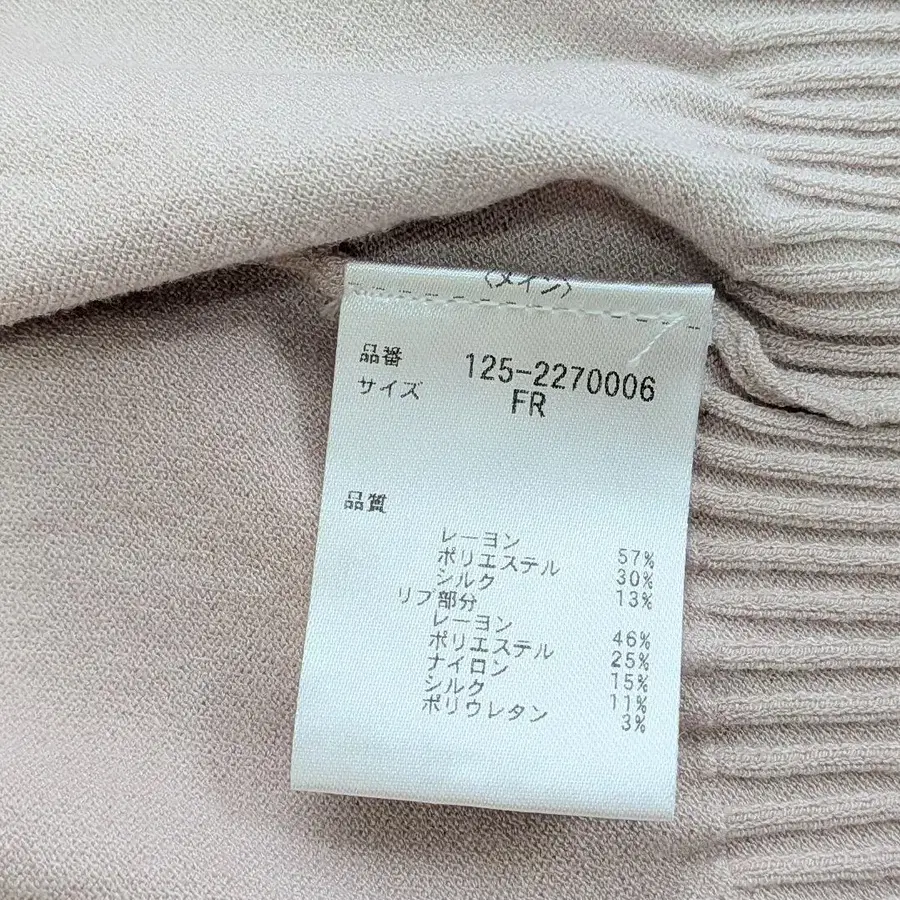 〈メイン〉
品番 125-2270006
サイズ FR
品質
レーヨン 57%
ポリエステル 30%
シルク 13%
リブ部分
レーヨン 46%
ポリエステル 25%
ナイロン 15%
シルク 11%
ポリウレタン 3%